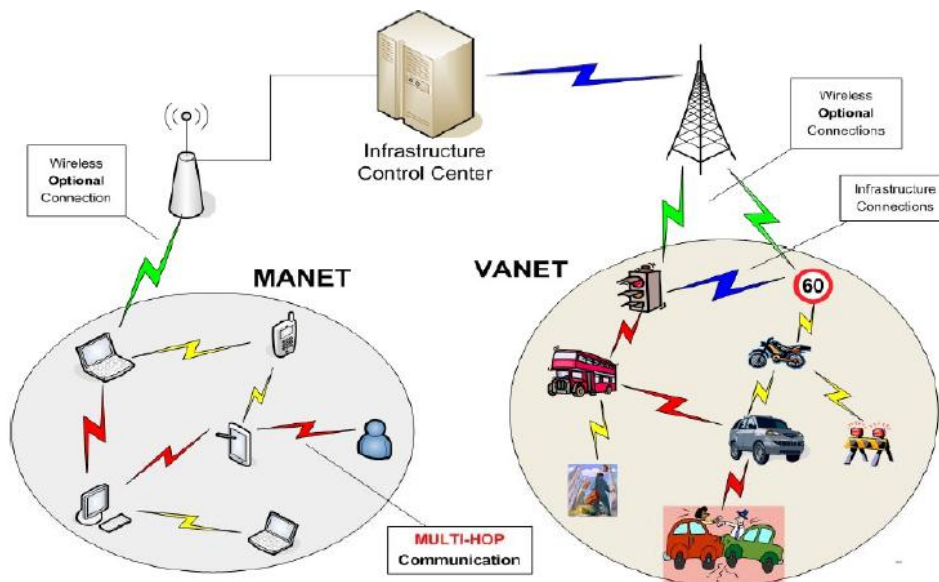 Infrastructure
Control Center
Wireless
Optional
Connection
Wireless
Optional
Connections
Infrastructure
Connections
MANET
VANET
60
MULTI-HOP
Communication